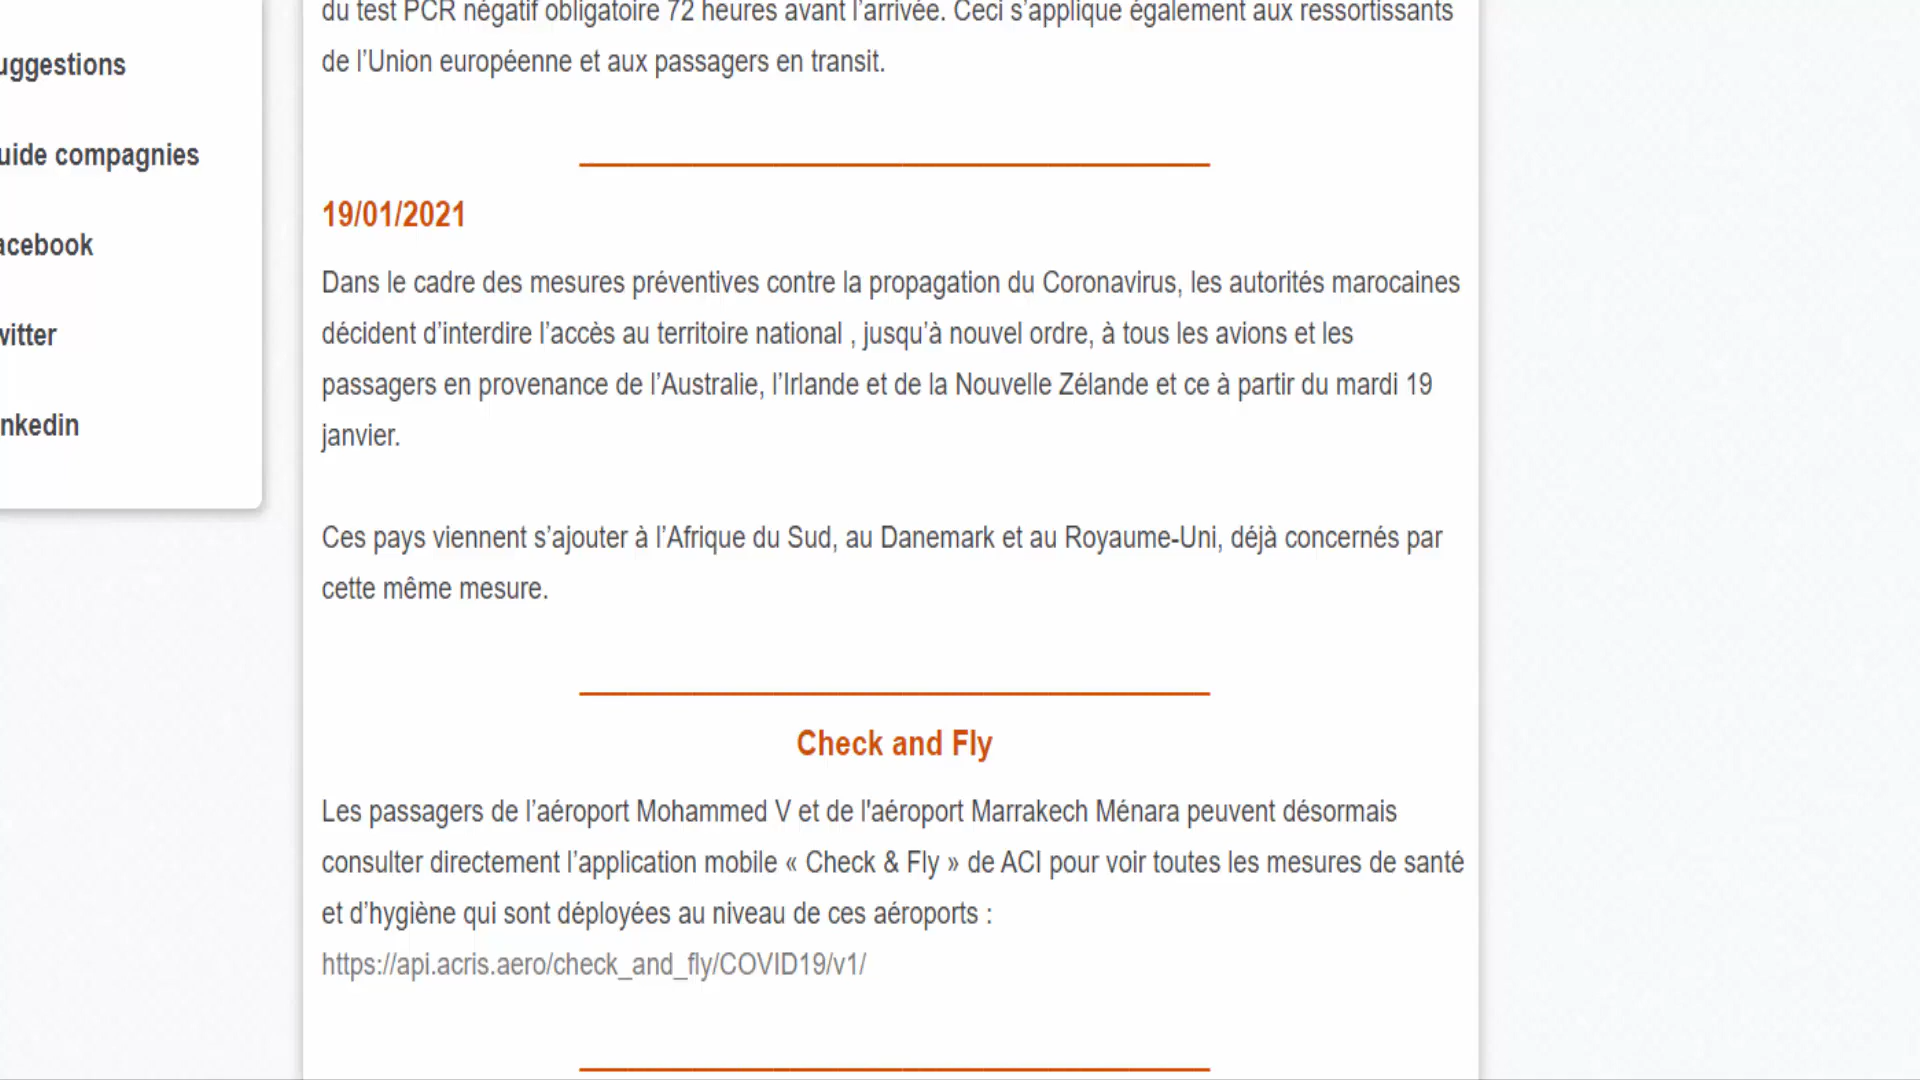 uggestions
uide compagnies
acebook
witter
nkedin
du test PCR négatif obligatoire 72 heures avant l’arrivée. Ceci s’applique également aux ressortissants
de l’Union européenne et aux passagers en transit.
19/01/2021
Dans le cadre des mesures préventives contre la propagation du Coronavirus, les autorités marocaines
décident d’interdire l’accès au territoire national , jusqu’à nouvel ordre, à tous les avions et les
passagers en provenance de l’Australie, l’Irlande et de la Nouvelle Zélande et ce à partir du mardi 19
janvier.
Ces pays viennent s’ajouter à l’Afrique du Sud, au Danemark et au Royaume-Uni, déjà concernés par
cette même mesure.
Check and Fly
Les passagers de l’aéroport Mohammed V et de l'aéroport Marrakech Ménara peuvent désormais
consulter directement l’application mobile « Check & Fly » de ACI pour voir toutes les mesures de santé
et d’hygiène qui sont déployées au niveau de ces aéroports :
https://api.acris.aero/check_and_fly/COVID19/v1/